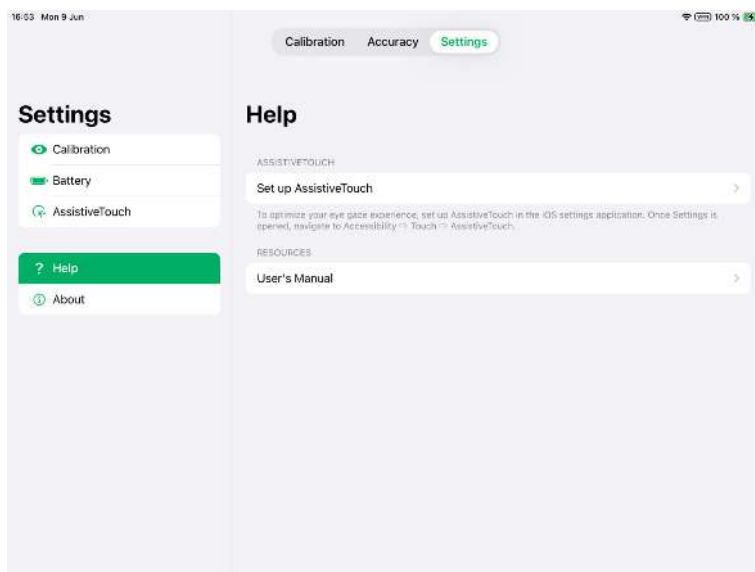 16:53 Mon 9 Jun
VPN 100 %
Calibration Accuracy Settings
Settings
Calibration
Battery
AssistiveTouch
Help
About
Help
ASSISTIVETOUCH
Set up AssistiveTouch
To optimize your eye gaze experience, set up AssistiveTouch in the iOS settings application. Once Settings is
opened, navigate to Accessibility => Touch => AssistiveTouch.
RESOURCES
User's Manual